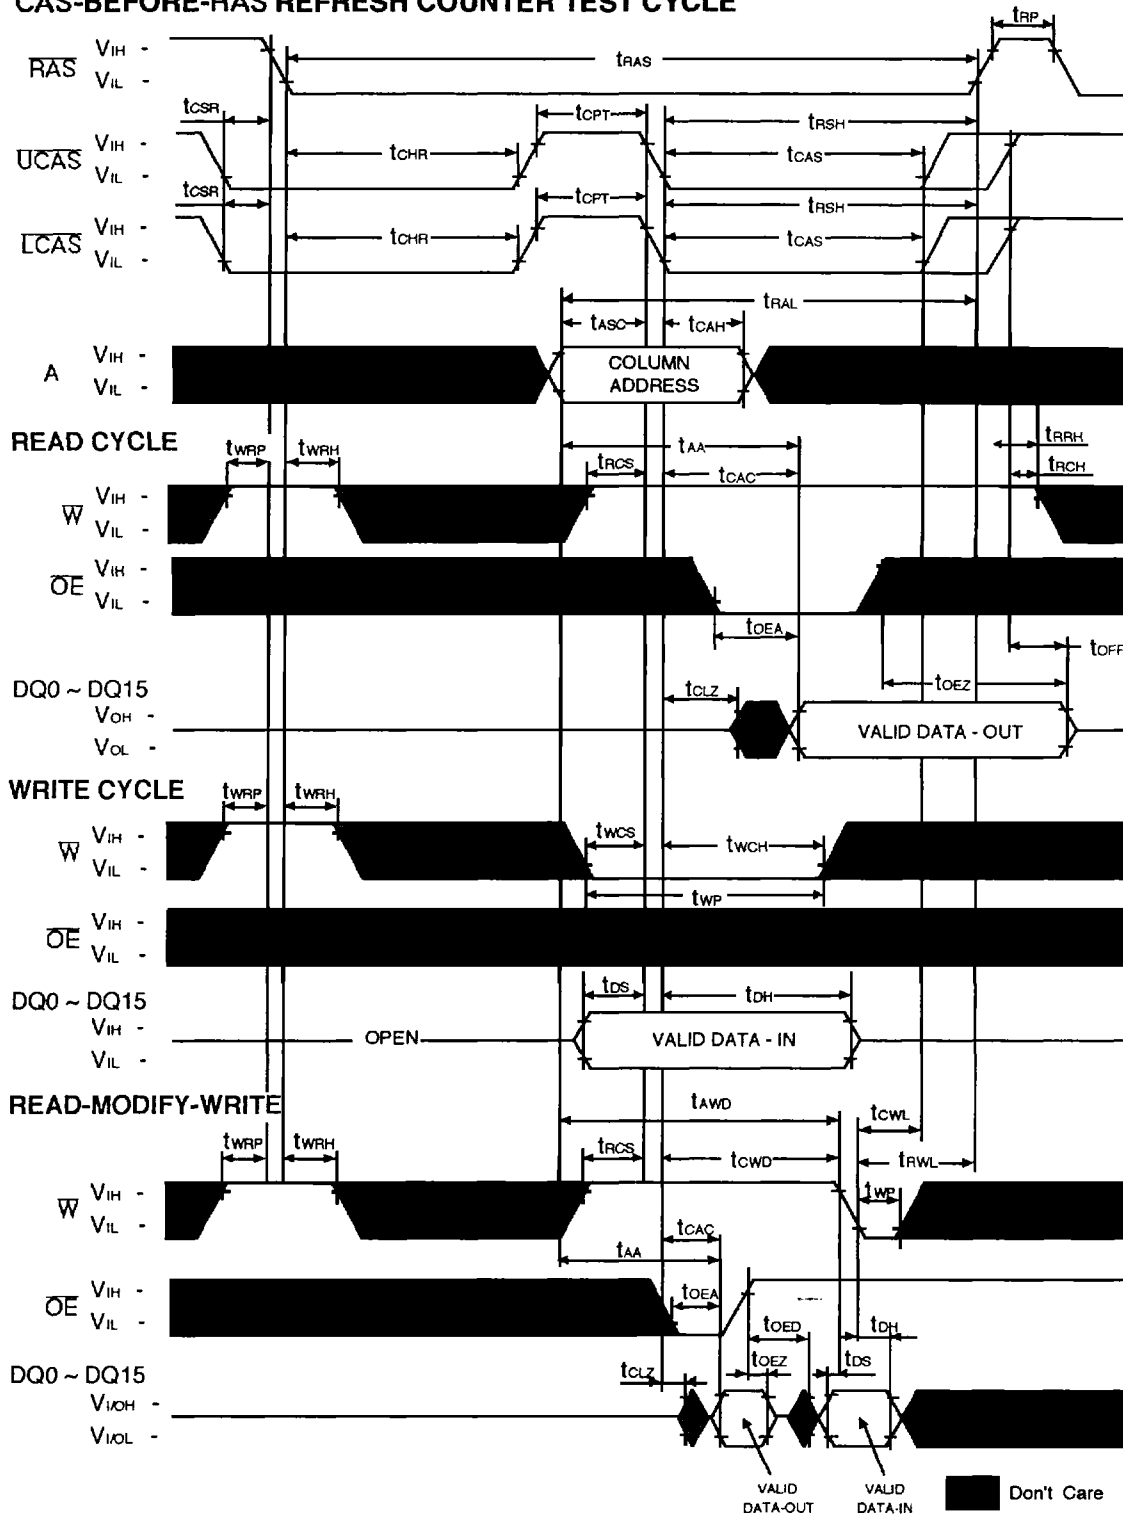 CAS-BEFORE-RAS REFRESH COUNTER TEST CYCLE
tRP
RAS VIH -
VIL -
tRAS
tCSR tCPT tRSH
UCAS VIH -
VIL -
tCHR tCAS
tCSR tCPT tRSH
LCAS VIH -
VIL -
tCHR tCAS
tRAL
tASC tCAH
A VIH -
VIL -
COLUMN
ADDRESS
READ CYCLE
tWRP tWRH tAA tRRH
tRCS tCAC tRCH
W VIH -
VIL -
OE VIH -
VIL -
tOEA tOFF
tCLZ tOEZ
DQ0 ~ DQ15
VOH -
VOL -
VALID DATA - OUT
WRITE CYCLE
tWRP tWRH
W VIH -
VIL -
tWCS tWCH
tWP
OE VIH -
VIL -
tDS tDH
DQ0 ~ DQ15
VIH -
VIL -
OPEN VALID DATA - IN
READ-MODIFY-WRITE
tAWD tCWL
tWRP tWRH tRCS tCWD tRWL
W VIH -
VIL -
tWP
tCAC
tAA
OE VIH -
VIL -
tOEA
tOED tDH
tCLZ tOEZ tDS
DQ0 ~ DQ15
VI/OH -
VI/OL -
VALID
DATA-OUT
VALID
DATA-IN
Don't Care